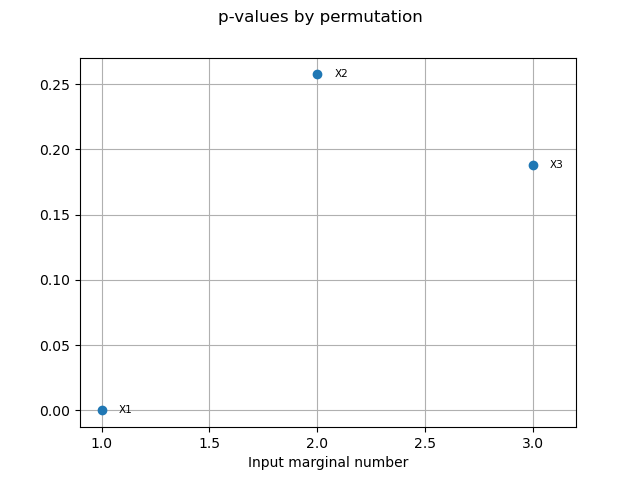 p-values by permutation
0.25
0.20
0.15
0.10
0.05
0.00
X2
X3
X1
1.0 1.5 2.0 2.5 3.0
Input marginal number